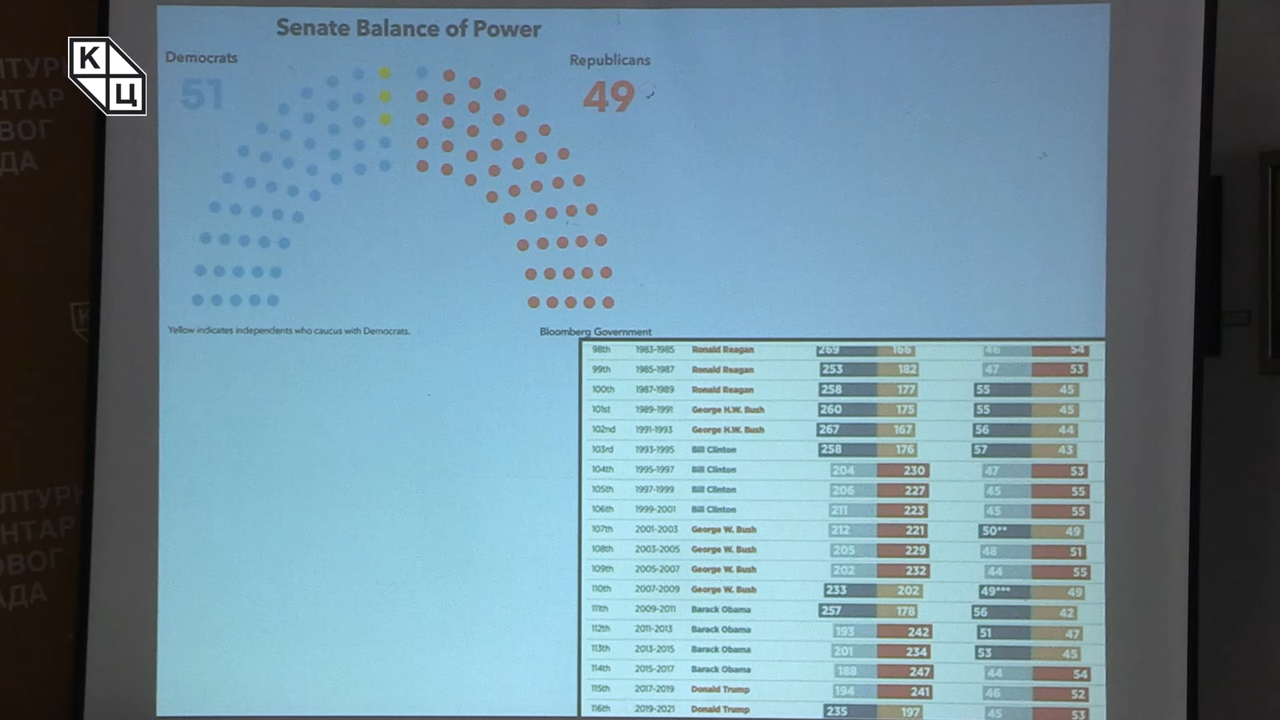 Senate Balance of Power
Democrats
51
Republicans
49
К
Ц
Yellow indicates independents who caucus with Democrats.
Bloomberg Government
98th 1983-1985 Ronald Reagan 269 166 46 54
99th 1985-1987 Ronald Reagan 253 182 47 53
100th 1987-1989 Ronald Reagan 258 177 55 45
101st 1989-1991 George H.W. Bush 260 175 55 45
102nd 1991-1993 George H.W. Bush 267 167 56 44
103rd 1993-1995 Bill Clinton 258 176 57 43
104th 1995-1997 Bill Clinton 204 230 47 53
105th 1997-1999 Bill Clinton 206 227 45 55
106th 1999-2001 Bill Clinton 211 223 45 55
107th 2001-2003 George W. Bush 212 221 50** 49
108th 2003-2005 George W. Bush 205 229 48 51
109th 2005-2007 George W. Bush 202 232 44 55
110th 2007-2009 George W. Bush 233 202 49*** 49
111th 2009-2011 Barack Obama 257 178 56 42
112th 2011-2013 Barack Obama 193 242 51 47
113th 2013-2015 Barack Obama 201 234 53 45
114th 2015-2017 Barack Obama 188 247 44 54
115th 2017-2019 Donald Trump 194 241 46 52
116th 2019-2021 Donald Trump 235 197 45 53